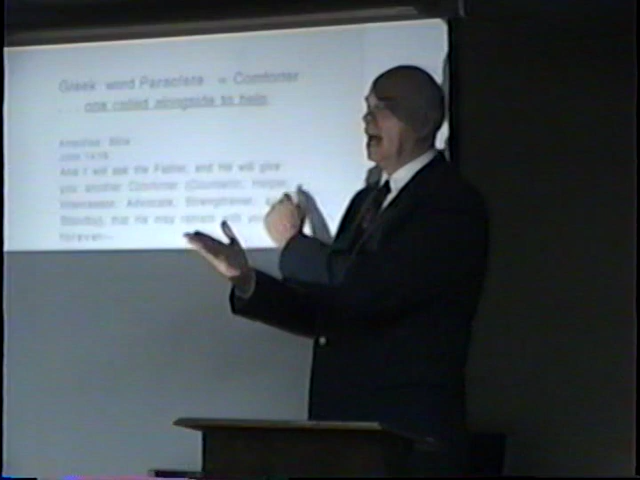 Greek word Paraclete = Comforter
... one called alongside to help.
Amplified Bible
John 14:16
And I will ask the Father, and He will give
you another Comforter (Counselor, Helper,
Intercessor, Advocate, Strengthener,
Standby) that He may remain with you
forever--